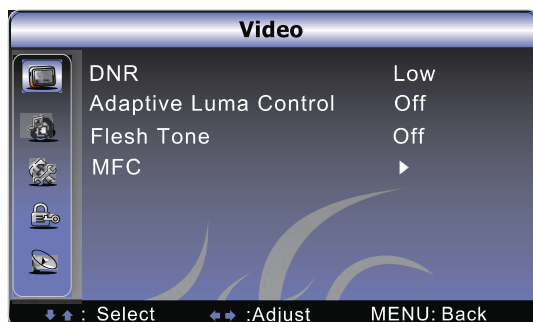 Video
DNR Low
Adaptive Luma Control Off
Flesh Tone Off
MFC
: Select :Adjust MENU: Back